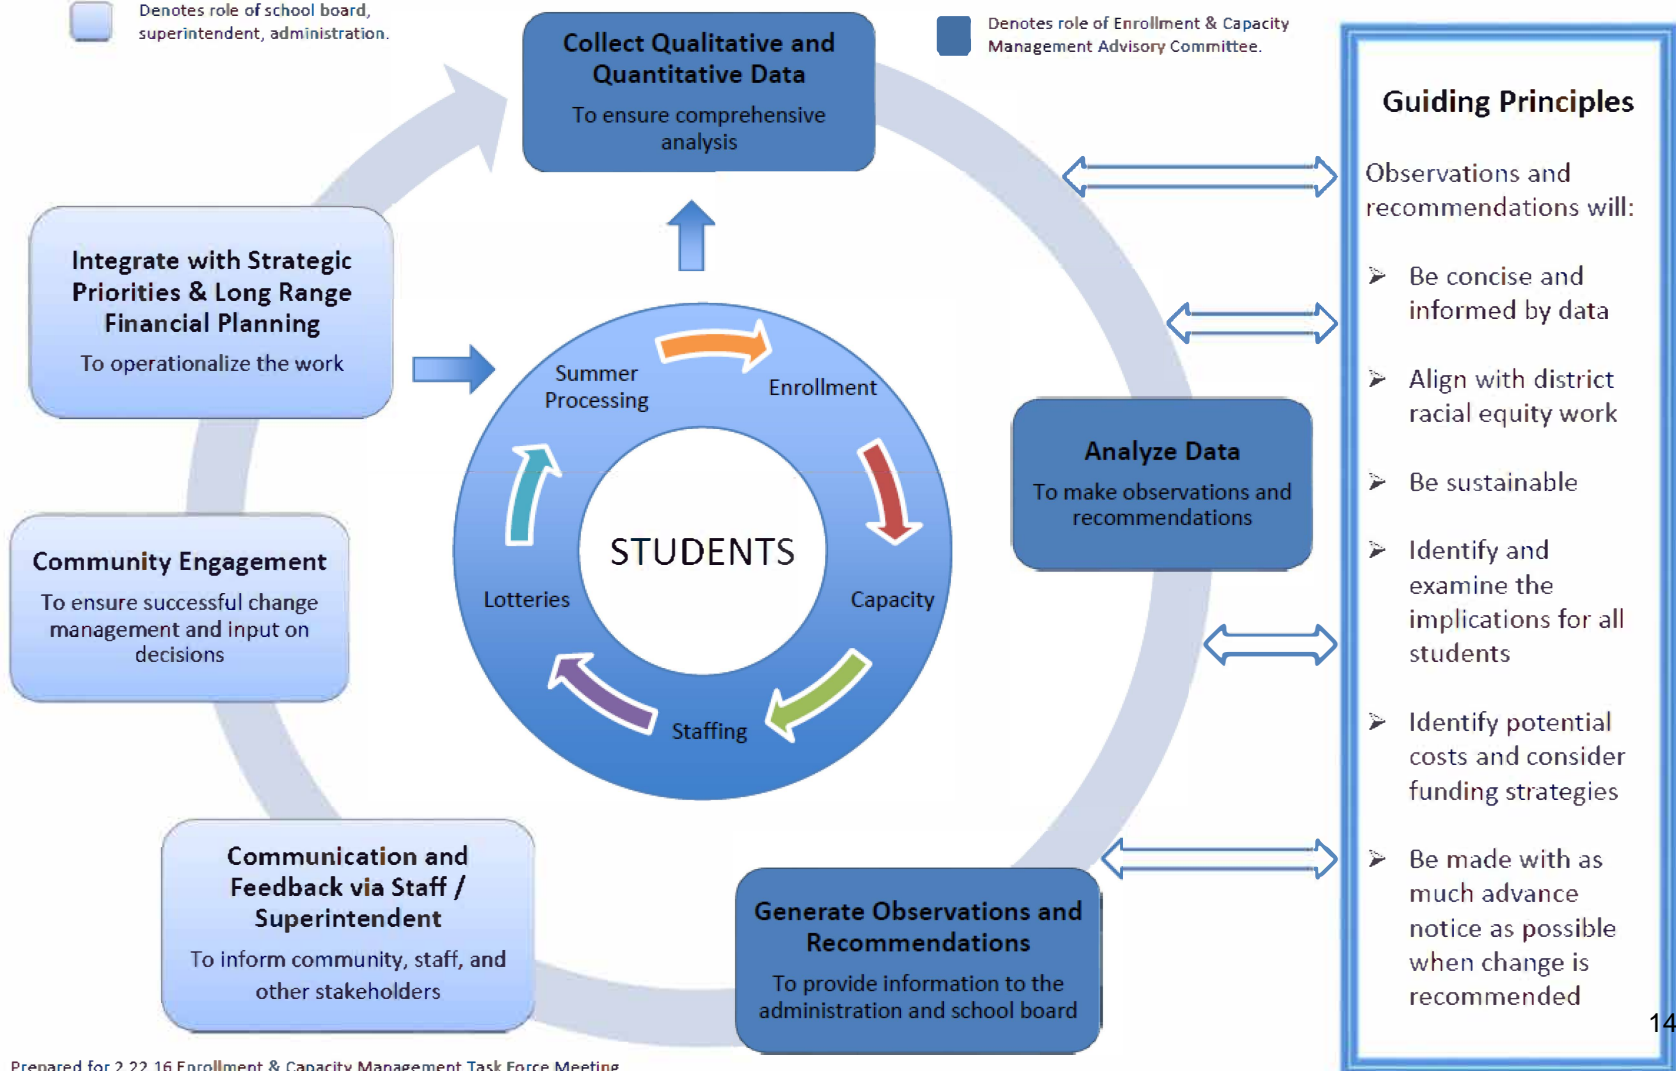 Denotes role of school board,
superintendent, administration.
Denotes role of Enrollment & Capacity
Management Advisory Committee.
Collect Qualitative and
Quantitative Data
To ensure comprehensive
analysis
Analyze Data
To make observations and
recommendations
Generate Observations and
Recommendations
To provide information to the
administration and school board
Communication and
Feedback via Staff /
Superintendent
To inform community, staff, and
other stakeholders
Community Engagement
To ensure successful change
management and input on
decisions
Integrate with Strategic
Priorities & Long Range
Financial Planning
To operationalize the work
Summer
Processing
Enrollment
Capacity
Staffing
Lotteries
STUDENTS
Guiding Principles
Observations and
recommendations will:
➢ Be concise and
informed by data
➢ Align with district
racial equity work
➢ Be sustainable
➢ Identify and
examine the
implications for all
students
➢ Identify potential
costs and consider
funding strategies
➢ Be made with as
much advance
notice as possible
when change is
recommended
14
Prepared for 2.22.16 Enrollment & Capacity Management Task Force Meeting